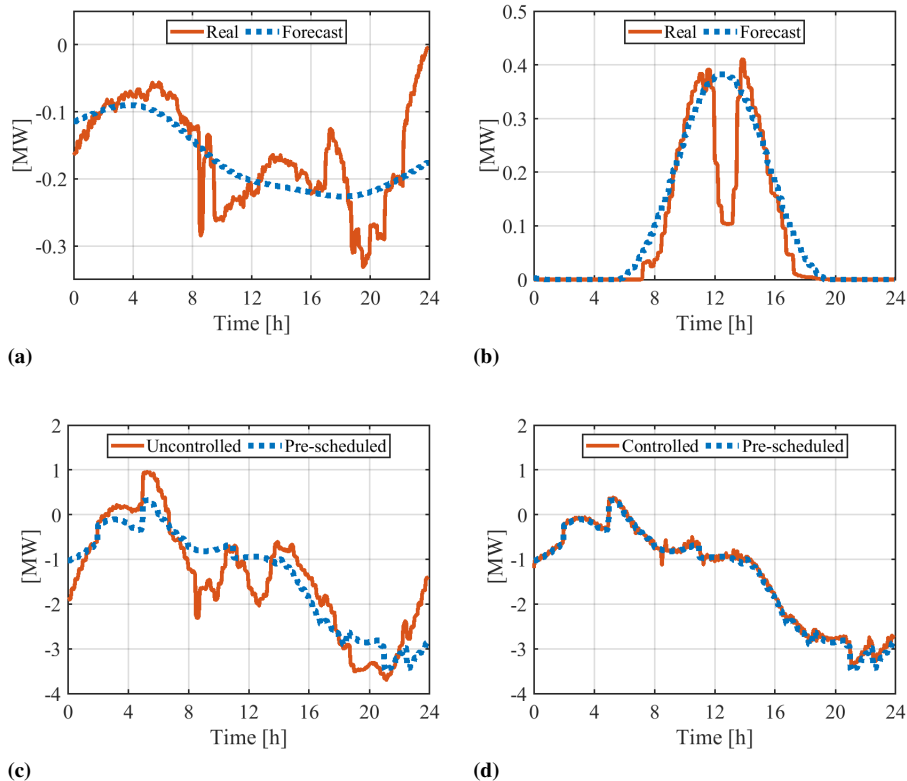 Real Forecast
0
-0.1
-0.2
-0.3
[MW]
0 4 8 12 16 20 24
Time [h]
(a)
Real Forecast
0.5
0.4
0.3
0.2
0.1
0
[MW]
0 4 8 12 16 20 24
Time [h]
(b)
Uncontrolled Pre-scheduled
2
1
0
-1
-2
-3
-4
[MW]
0 4 8 12 16 20 24
Time [h]
(c)
Controlled Pre-scheduled
2
1
0
-1
-2
-3
-4
[MW]
0 4 8 12 16 20 24
Time [h]
(d)